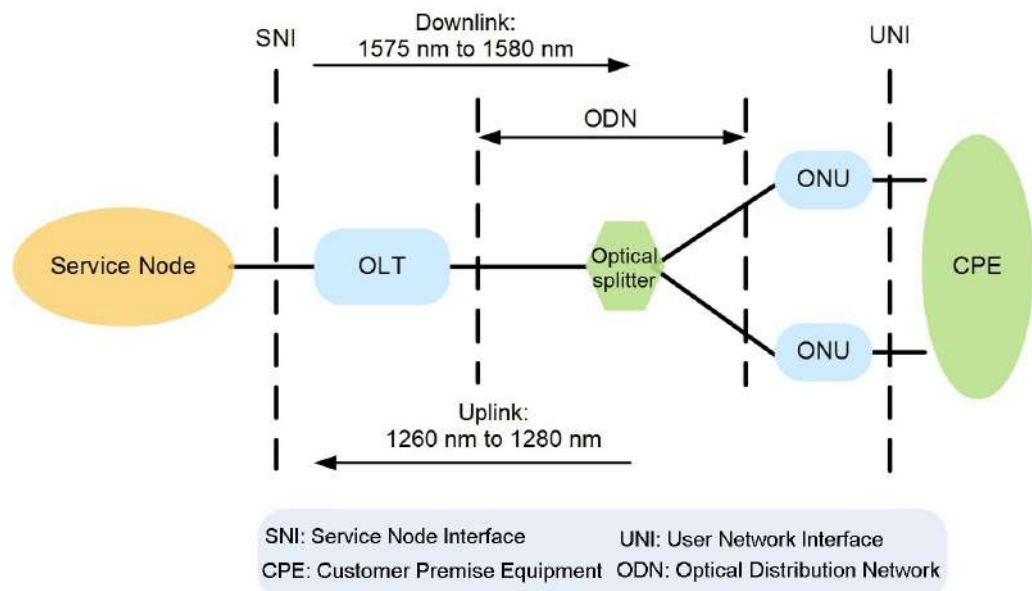 Downlink:
1575 nm to 1580 nm
SNI
UNI
ODN
ONU
Service Node
OLT
Optical
splitter
CPE
ONU
Uplink:
1260 nm to 1280 nm
SNI: Service Node Interface
UNI: User Network Interface
CPE: Customer Premise Equipment
ODN: Optical Distribution Network